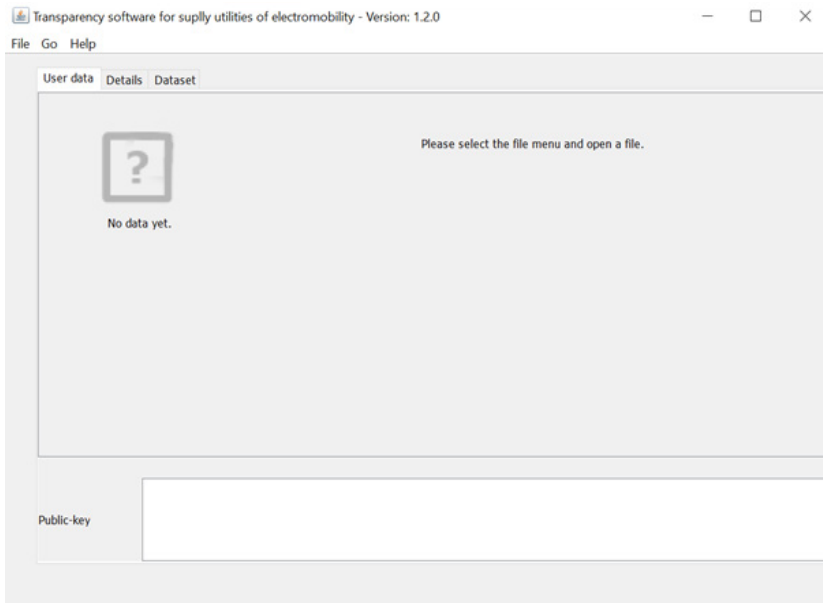 Transparency software for suplly utilities of electromobility - Version: 1.2.0
File Go Help
User data Details Dataset
?
Please select the file menu and open a file.
No data yet.
Public-key